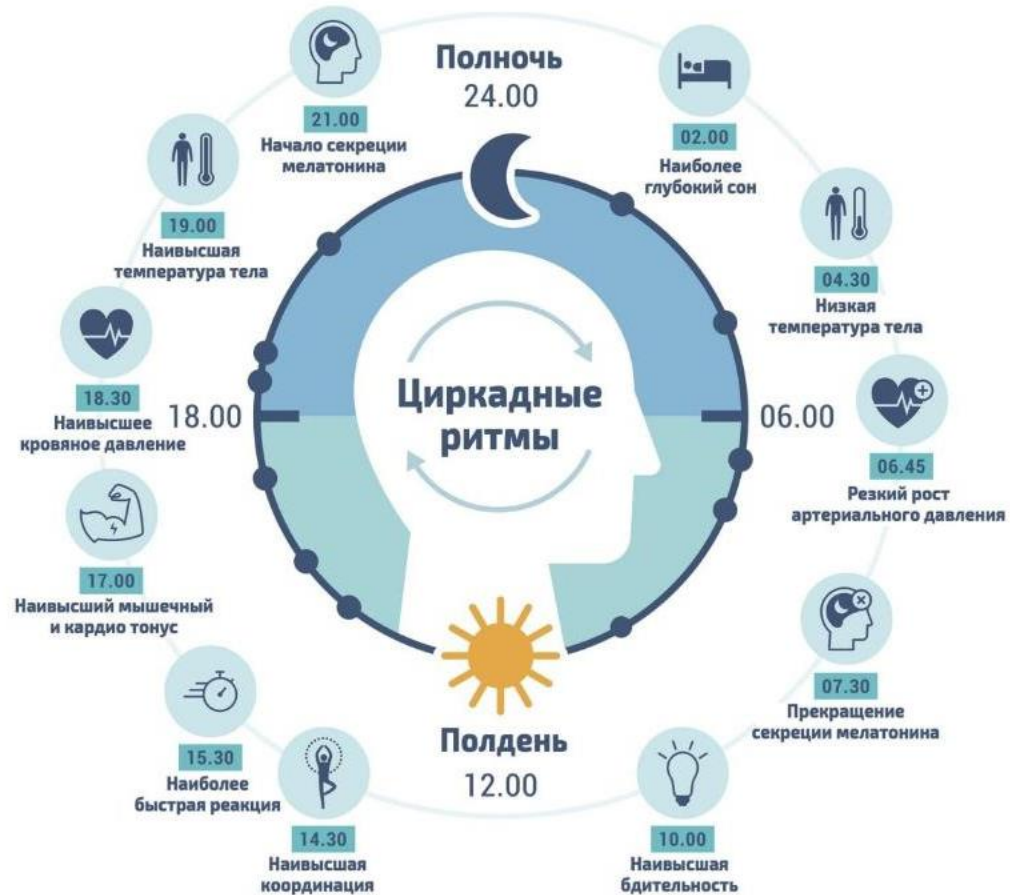 Полночь
24.00
02.00
Наиболее
глубокий сон
04.30
Низкая
температура тела
06.00
06.45
Резкий рост
артериального давления
07.30
Прекращение
секреции мелатонина
10.00
Наивысшая
бдительность
Полдень
12.00
14.30
Наивысшая
координация
15.30
Наиболее
быстрая реакция
17.00
Наивысший мышечный
и кардио тонус
18.00
18.30
Наивысшее
кровяное давление
19.00
Наивысшая
температура тела
21.00
Начало секреции
мелатонина
Циркадные
ритмы